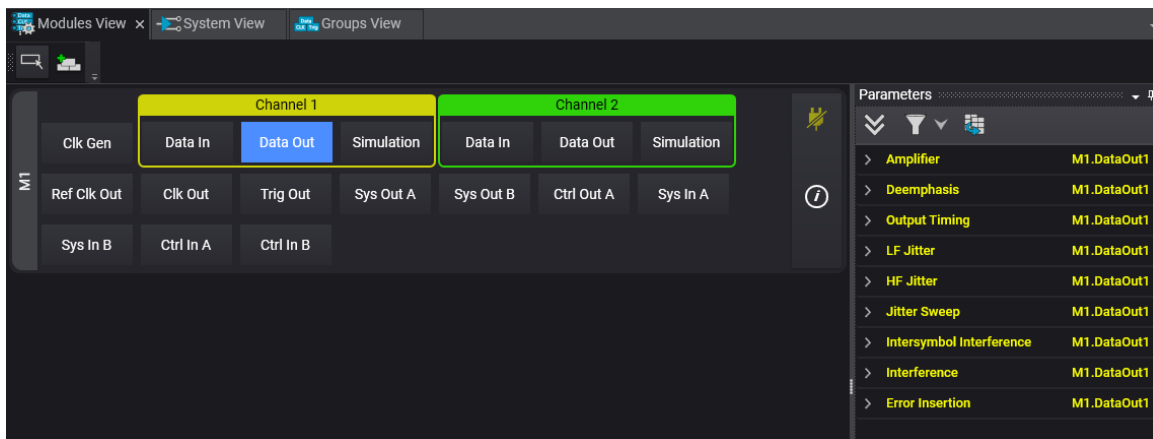 Modules View × System View Groups View
Parameters
Channel 1 Channel 2
Clk Gen Data In Data Out Simulation Data In Data Out Simulation
M1
Ref Clk Out Clk Out Trig Out Sys Out A Sys Out B Ctrl Out A Sys In A
Sys In B Ctrl In A Ctrl In B
i
Amplifier M1.DataOut1
Deemphasis M1.DataOut1
Output Timing M1.DataOut1
LF Jitter M1.DataOut1
HF Jitter M1.DataOut1
Jitter Sweep M1.DataOut1
Intersymbol Interference M1.DataOut1
Interference M1.DataOut1
Error Insertion M1.DataOut1